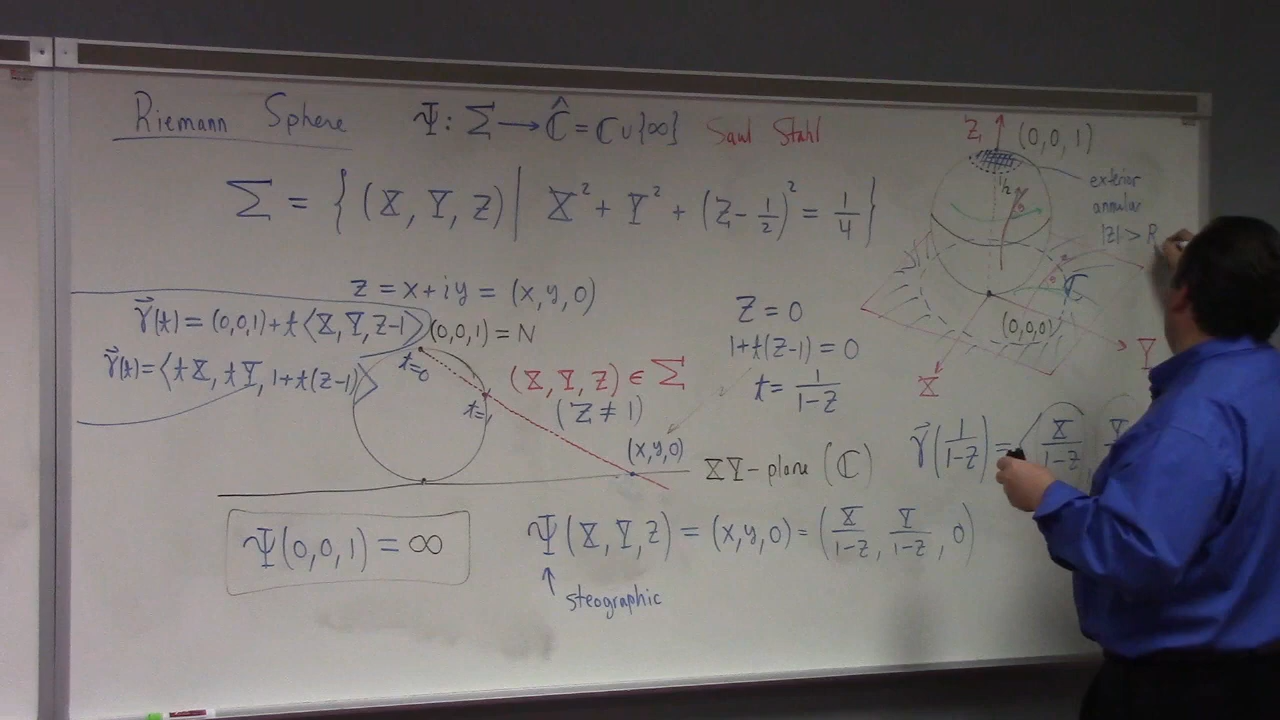 Riemann Sphere Ψ: Σ → Ĉ = ℂ∪{∞} Saul Stahl
Σ = { (X, Y, Z) | X² + Y² + (Z - 1/2)² = 1/4 }
z = x + iy = (x, y, 0)
r⃗(t) = (0,0,1) + t⟨X, Y, Z-1⟩
(0,0,1) = N
r⃗(t) = ⟨tX, tY, 1+t(Z-1)⟩
t=0
t=1
(X, Y, Z) ∈ Σ
(Z ≠ 1)
(x,y,0)
XY-plane (ℂ)
Z = 0
1+t(Z-1) = 0
t = 1/(1-Z)
Z (0,0,1)
1/2
exterior
annular
|z| > R
ℂ
(0,0,0)
Y
X
r⃗(1/(1-Z)) = X/(1-Z),
Ψ(0,0,1) = ∞
Ψ(X, Y, Z) = (x,y,0) = (X/(1-Z), Y/(1-Z), 0)
↑
steographic